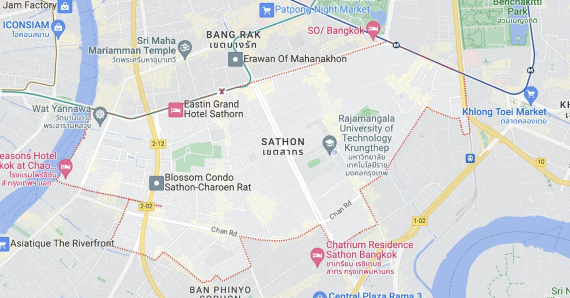 Jam Factory
Patpong Night Market
Benchakitti
Park
สวนเบญจกิติ
ICONSIAM
ไอคอนสยาม
Sri Maha
Mariamman Temple
วัดพระศรีมหาอุมาเทวี
BANG RAK
เขตบางรัก
SO/ Bangkok
Erawan Of Mahanakhon
Wat Yannawa
วัดยานนาวา
พระอารามหลวง
Eastin Grand
Hotel Sathorn
Khlong Toei Market
ตลาดคลองเตย
KH
Rajamangala
University of
Technology
Krungthep
มหาวิทยาลัย
เทคโนโลยีราช
มงคลกรุงเทพ
SATHON
เขตสาทร
2-12
10
easons Hotel
kok at Chao...
โรงแรมโฟร์ซีซั่น
ส์ กรุงเทพฯ...
Blossom Condo
Sathon-Charoen Rat
2-02
Chan Rd
Chan Rd
1-02
Asiatique The Riverfront
Chatrium Residence
Sathon Bangkok
ชาเทรียม เรซิเดนซ์
สาทร กรุงเทพมหานคร
BAN PHINYO
Central Plaza Rama 3
Sri N